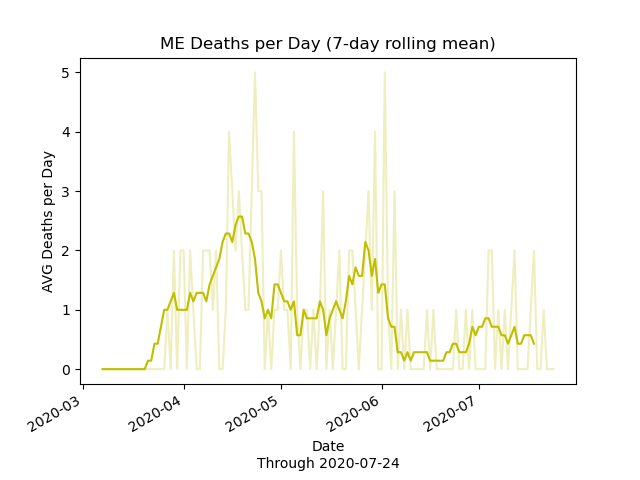 ME Deaths per Day (7-day rolling mean)
AVG Deaths per Day
5
4
3
2
1
0
2020-03
2020-04
2020-05
2020-06
2020-07
Date
Through 2020-07-24